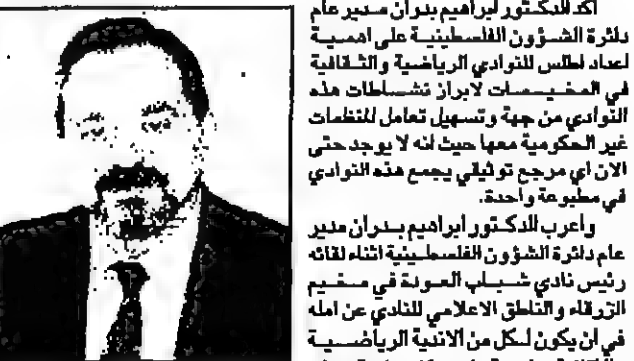 اكد الدكتور ابراهيم بدران مدير عام
دائرة الشؤون الفلسطينية على اهمية
اعداد اطلس للنوادي الرياضية والثقافية
في المخيمات لابراز نشاطات هذه
النوادي من جهة وتسهيل تعامل المنظمات
غير الحكومية معها حيث انه لا يوجد حتى
الان اي مرجع توثيقي يجمع هذه النوادي
في مطبوعة واحدة.
واعرب الدكتور ابراهيم بدران مدير
عام دائرة الشؤون الفلسطينية اثناء لقائه
رئيس نادي شباب العودة في مخيم
الزرقاء والناطق الاعلامي للنادي عن امله
في ان يكون لكل من الاندية الرياضية